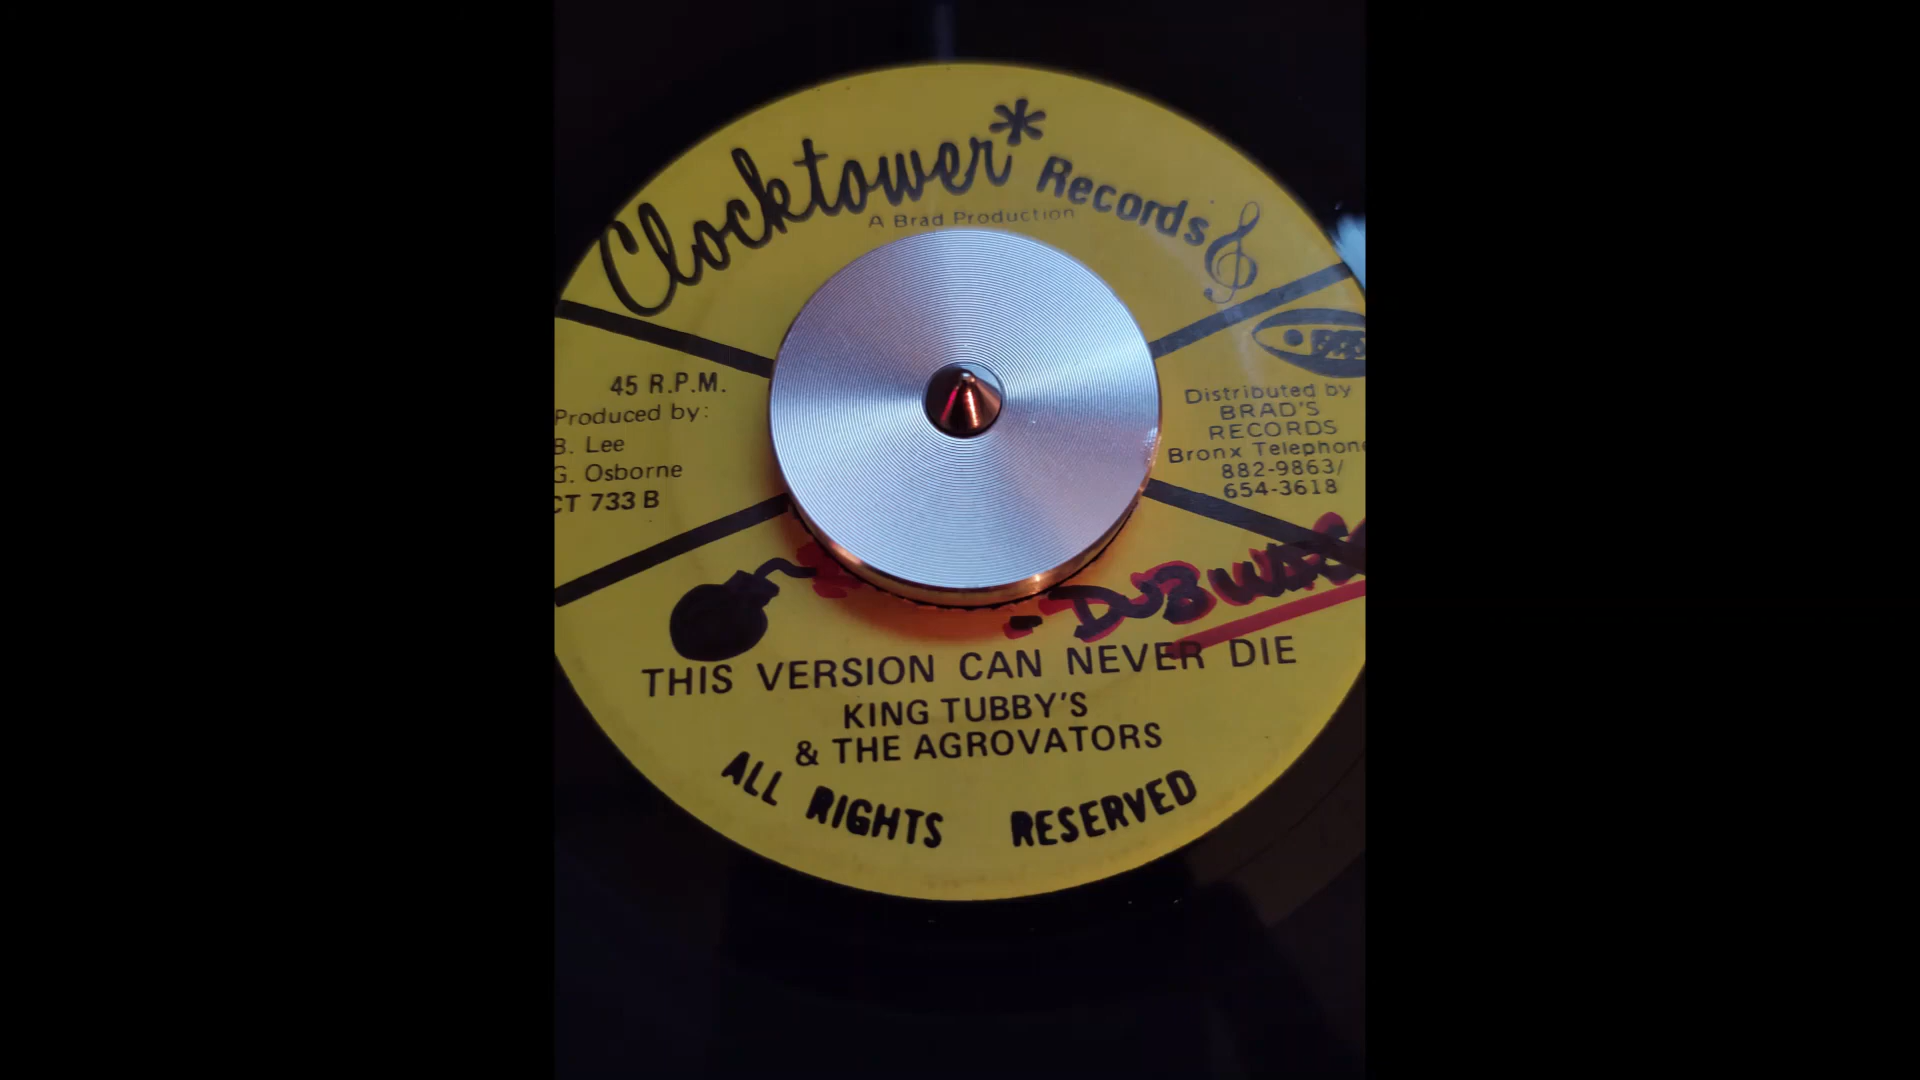 Clocktower* Records
A Brad Production
45 R.P.M.
Produced by:
B. Lee
G. Osborne
CT 733 B
Distributed by
BRAD'S
RECORDS
Bronx Telephone
882-9863/
654-3618
- DUBWISE
THIS VERSION CAN NEVER DIE
KING TUBBY'S
& THE AGROVATORS
ALL RIGHTS RESERVED